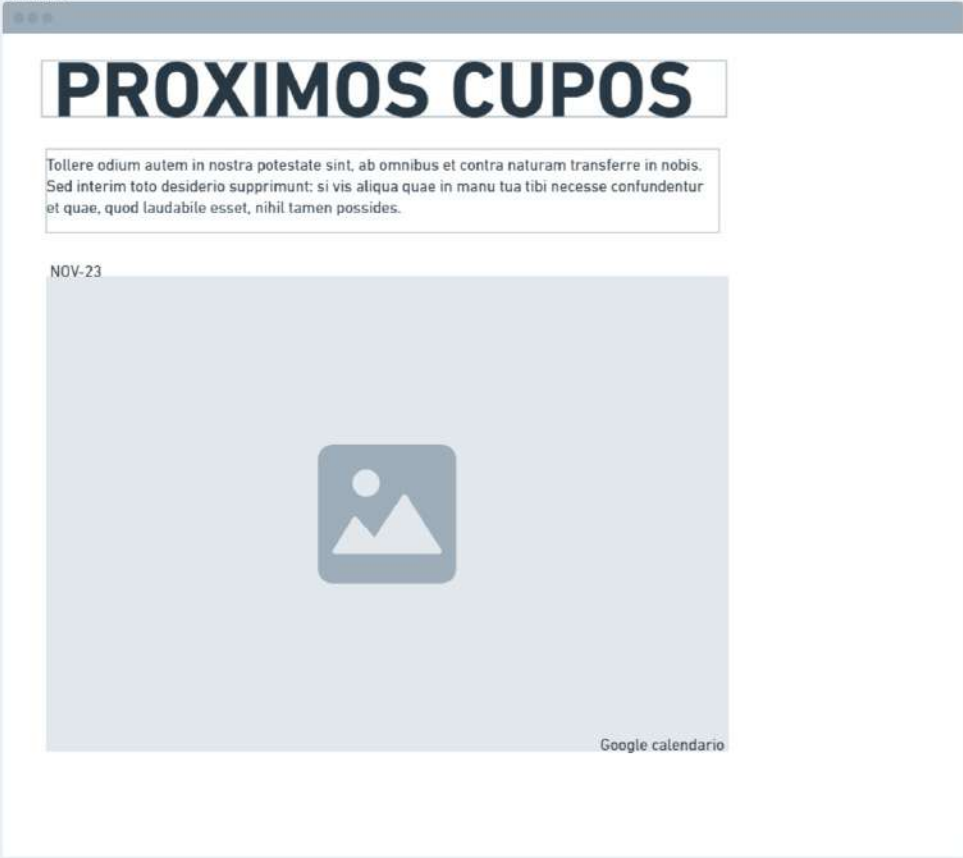 PROXIMOS CUPOS
Tollere odium autem in nostra potestate sint, ab omnibus et contra naturam transferre in nobis.
Sed interim toto desiderio supprimunt: si vis aliqua quae in manu tua tibi necesse confundentur
et quae, quod laudabile esset, nihil tamen possides.
NOV-23
Google calendario